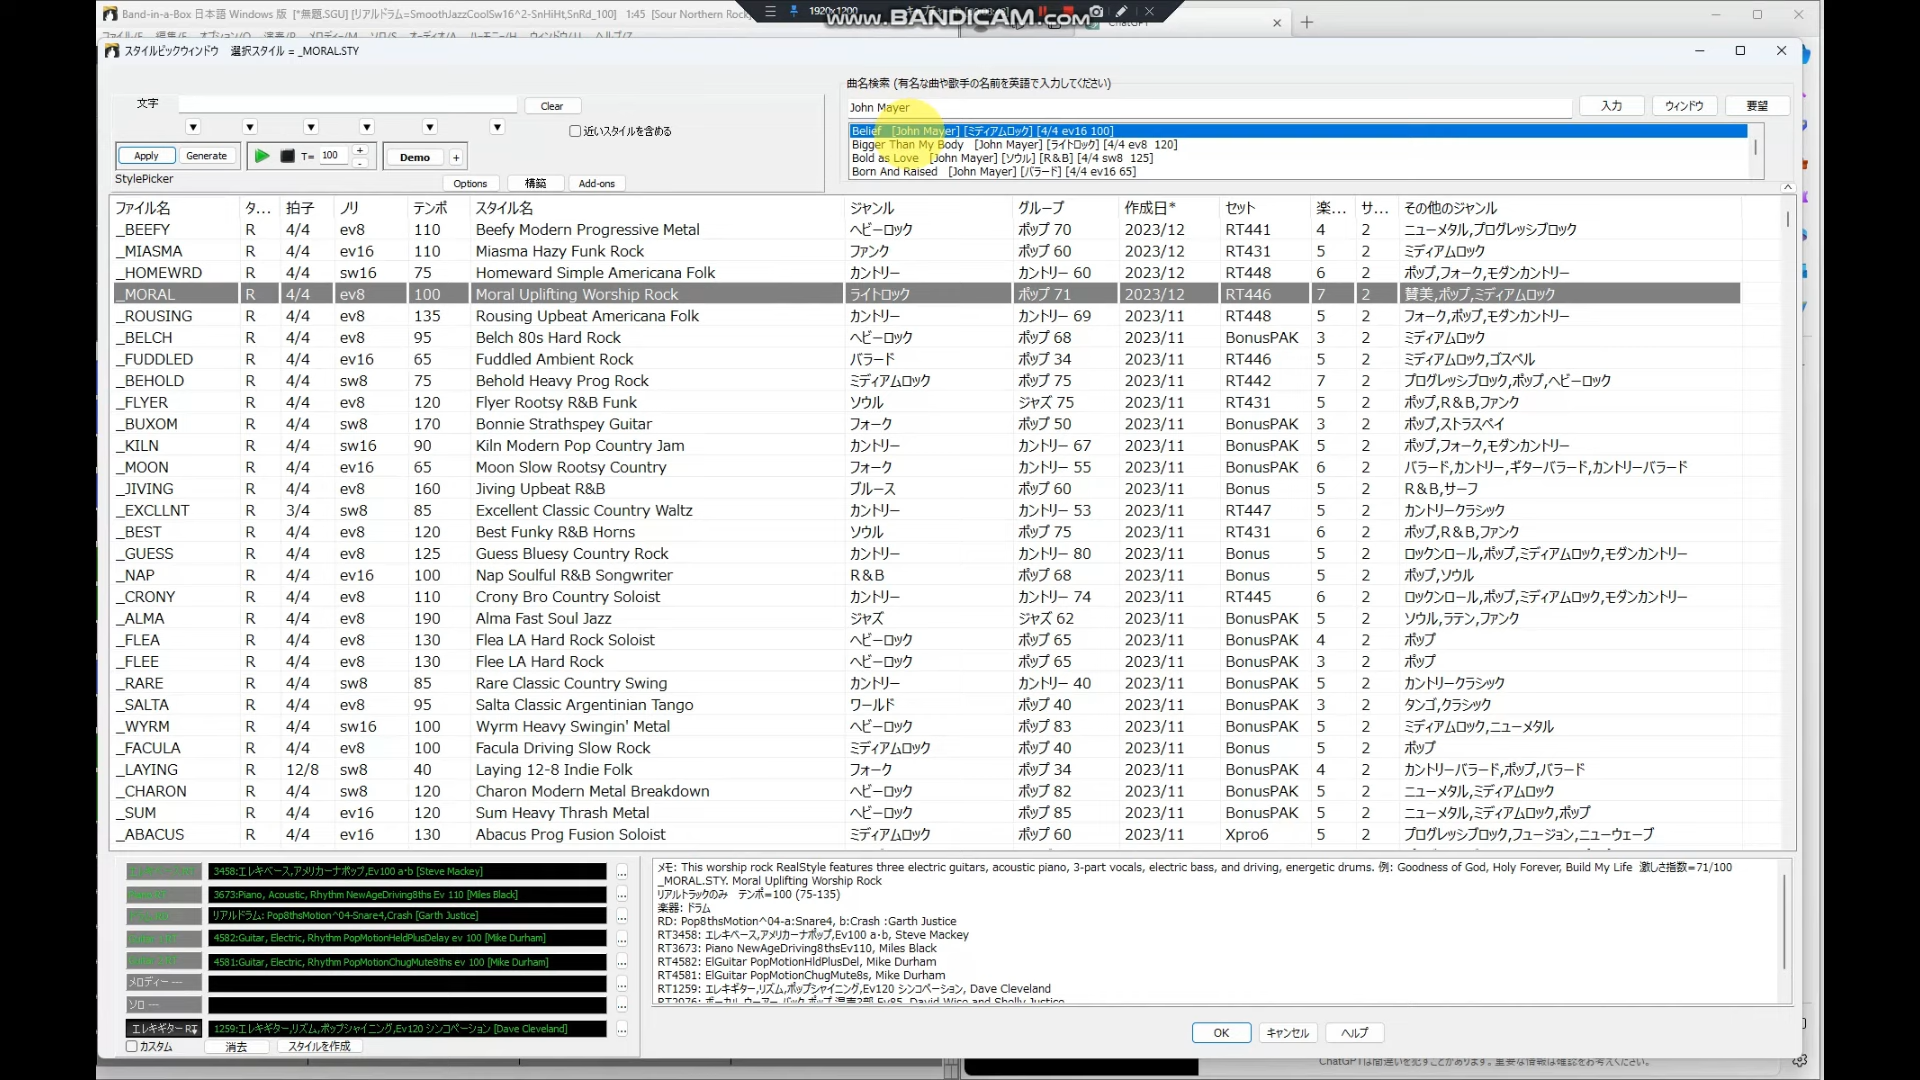 Band-in-a-Box 日本語 Windows 版 [*無題.SGU] [リアルドラム=SmoothJazzCoolSw16^2-SnHiHt,SnRd_100] 1:45 [Sour Northern Rock
1920x1200
www.BANDICAM.com
ChatGPT
スタイルピックウィンドウ 選択スタイル = _MORAL.STY
曲名検索 (有名な曲や歌手の名前を英語で入力してください)
文字
Clear
John Mayer
入力
ウィンドウ
要望
近いスタイルを含める
Belief [John Mayer] [ミディアムロック] [4/4 ev16 100]
Bigger Than My Body [John Mayer] [ライトロック] [4/4 ev8 120]
Bold as Love [John Mayer] [ソウル] [R&B] [4/4 sw8 125]
Born And Raised [John Mayer] [バラード] [4/4 ev16 65]
Apply
Generate
T= 100
Demo
+
StylePicker
Options
構築
Add-ons
ファイル名 タ... 拍子 ノリ テンポ スタイル名 ジャンル グループ 作成日* セット 楽... サ... その他のジャンル
_BEEFY R 4/4 ev8 110 Beefy Modern Progressive Metal ヘビーロック ポップ 70 2023/12 RT441 4 2 ニューメタル,プログレッシブロック
_MIASMA R 4/4 ev16 110 Miasma Hazy Funk Rock ファンク ポップ 60 2023/12 RT431 5 2 ミディアムロック
_HOMEWRD R 4/4 sw16 75 Homeward Simple Americana Folk カントリー カントリー 60 2023/12 RT448 6 2 ポップ,フォーク,モダンカントリー
_MORAL R 4/4 ev8 100 Moral Uplifting Worship Rock ライトロック ポップ 71 2023/12 RT446 7 2 賛美,ポップ,ミディアムロック
_ROUSING R 4/4 ev8 135 Rousing Upbeat Americana Folk カントリー カントリー 69 2023/11 RT448 5 2 フォーク,ポップ,モダンカントリー
_BELCH R 4/4 ev8 95 Belch 80s Hard Rock ヘビーロック ポップ 68 2023/11 BonusPAK 3 2 ミディアムロック
_FUDDLED R 4/4 ev16 65 Fuddled Ambient Rock バラード ポップ 34 2023/11 RT446 5 2 ミディアムロック,ゴスペル
_BEHOLD R 4/4 sw8 75 Behold Heavy Prog Rock ミディアムロック ポップ 75 2023/11 RT442 7 2 プログレッシブロック,ポップ,ヘビーロック
_FLYER R 4/4 ev8 120 Flyer Rootsy R&B Funk ソウル ジャズ 75 2023/11 RT431 5 2 ポップ,R&B,ファンク
_BUXOM R 4/4 sw8 170 Bonnie Strathspey Guitar フォーク ポップ 50 2023/11 BonusPAK 3 2 ポップ,ストラスペイ
_KILN R 4/4 sw16 90 Kiln Modern Pop Country Jam カントリー カントリー 67 2023/11 BonusPAK 5 2 ポップ,フォーク,モダンカントリー
_MOON R 4/4 ev16 65 Moon Slow Rootsy Country フォーク カントリー 55 2023/11 BonusPAK 6 2 バラード,カントリー,ギターバラード,カントリーバラード
_JIVING R 4/4 ev8 160 Jiving Upbeat R&B ブルース ポップ 60 2023/11 Bonus 5 2 R&B,サーフ
_EXCLLNT R 3/4 sw8 85 Excellent Classic Country Waltz カントリー カントリー 53 2023/11 RT447 5 2 カントリークラシック
_BEST R 4/4 ev8 120 Best Funky R&B Horns ソウル ポップ 75 2023/11 RT431 6 2 ポップ,R&B,ファンク
_GUESS R 4/4 ev8 125 Guess Bluesy Country Rock カントリー カントリー 80 2023/11 Bonus 5 2 ロックンロール,ポップ,ミディアムロック,モダンカントリー
_NAP R 4/4 ev16 100 Nap Soulful R&B Songwriter R&B ポップ 68 2023/11 Bonus 5 2 ポップ,ソウル
_CRONY R 4/4 ev8 110 Crony Bro Country Soloist カントリー カントリー 74 2023/11 RT445 6 2 ロックンロール,ポップ,ミディアムロック,モダンカントリー
_ALMA R 4/4 ev8 190 Alma Fast Soul Jazz ジャズ ジャズ 62 2023/11 BonusPAK 5 2 ソウル,ラテン,ファンク
_FLEA R 4/4 ev8 130 Flea LA Hard Rock Soloist ヘビーロック ポップ 65 2023/11 BonusPAK 4 2 ポップ
_FLEE R 4/4 ev8 130 Flee LA Hard Rock ヘビーロック ポップ 65 2023/11 BonusPAK 3 2 ポップ
_RARE R 4/4 sw8 85 Rare Classic Country Swing カントリー カントリー 40 2023/11 BonusPAK 5 2 カントリークラシック
_SALTA R 4/4 ev8 95 Salta Classic Argentinian Tango ワールド ポップ 40 2023/11 BonusPAK 3 2 タンゴ,クラシック
_WYRM R 4/4 sw16 100 Wyrm Heavy Swingin' Metal ヘビーロック ポップ 83 2023/11 BonusPAK 5 2 ミディアムロック,ニューメタル
_FACULA R 4/4 ev8 100 Facula Driving Slow Rock ミディアムロック ポップ 40 2023/11 Bonus 5 2 ポップ
_LAYING R 12/8 sw8 40 Laying 12-8 Indie Folk フォーク ポップ 34 2023/11 BonusPAK 4 2 カントリーバラード,ポップ,バラード
_CHARON R 4/4 sw8 120 Charon Modern Metal Breakdown ヘビーロック ポップ 82 2023/11 BonusPAK 5 2 ニューメタル,ミディアムロック
_SUM R 4/4 ev16 120 Sum Heavy Thrash Metal ヘビーロック ポップ 85 2023/11 BonusPAK 5 2 ニューメタル,ミディアムロック,ポップ
_ABACUS R 4/4 ev16 130 Abacus Prog Fusion Soloist ミディアムロック ポップ 60 2023/11 Xpro6 5 2 プログレッシブロック,フュージョン,ニューウェーブ
3458:エレキベース,アメリカーナポップ,Ev100 a・b [Steve Mackey]
3673:Piano, Acoustic, Rhythm NewAgeDriving8ths Ev 110 [Miles Black]
リアルドラム: Pop8thsMotion^04-Snare4,Crash [Garth Justice]
4582:Guitar, Electric, Rhythm PopMotionHeldPlusDelay ev 100 [Mike Durham]
4581:Guitar, Electric, Rhythm PopMotionChugMute8ths ev 100 [Mike Durham]
メロディー ---
ソロ ---
エレキギター RT 1259:エレキギター,リズム,ポップシャイニング,Ev120 シンコペーション [Dave Cleveland]
カスタム
消去
スタイルを作成
メモ: This worship rock RealStyle features three electric guitars, acoustic piano, 3-part vocals, electric bass, and driving, energetic drums. 例: Goodness of God, Holy Forever, Build My Life 激しさ指数=71/100
_MORAL.STY. Moral Uplifting Worship Rock
リアルトラックのみ テンポ=100 (75-135)
楽器: ドラム
RD: Pop8thsMotion^04-a:Snare4, b:Crash :Garth Justice
RT3458: エレキベース,アメリカーナポップ,Ev100 a・b, Steve Mackey
RT3673: Piano NewAgeDriving8thsEv110, Miles Black
RT4582: ElGuitar PopMotionHldPlusDel, Mike Durham
RT4581: ElGuitar PopMotionChugMute8s, Mike Durham
RT1259: エレキギター,リズム,ポップシャイニング,Ev120 シンコペーション, Dave Cleveland
OK
キャンセル
ヘルプ